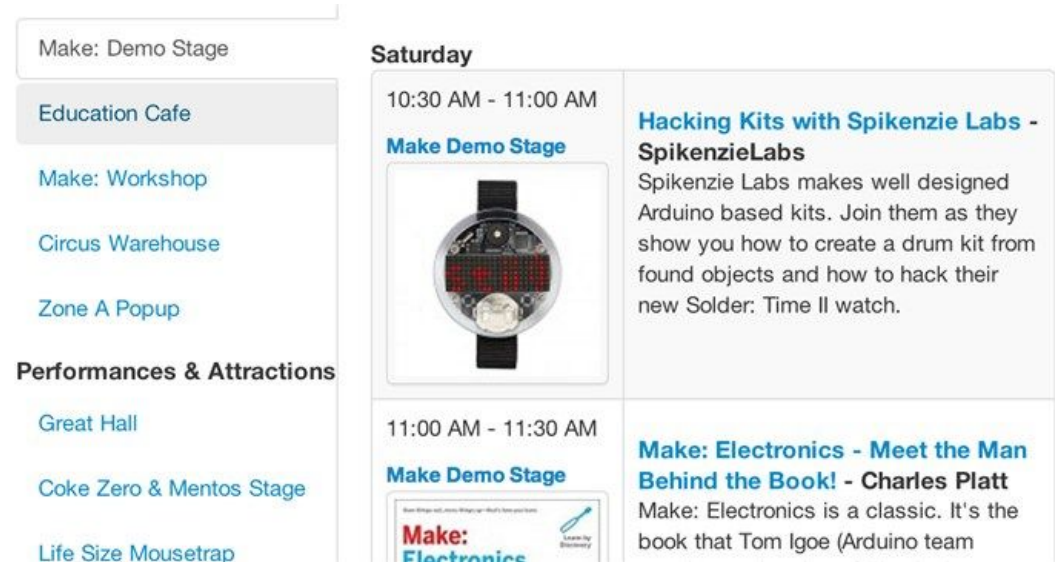 Make: Demo Stage
Education Cafe
Make: Workshop
Circus Warehouse
Zone A Popup
Performances & Attractions
Great Hall
Coke Zero & Mentos Stage
Life Size Mousetrap
Saturday
10:30 AM - 11:00 AM
Make Demo Stage
Hacking Kits with Spikenzie Labs -
SpikenzieLabs
Spikenzie Labs makes well designed
Arduino based kits. Join them as they
show you how to create a drum kit from
found objects and how to hack their
new Solder: Time II watch.
11:00 AM - 11:30 AM
Make Demo Stage
Make:
Electronics
Learn by
Discovery
Make: Electronics - Meet the Man
Behind the Book! - Charles Platt
Make: Electronics is a classic. It's the
book that Tom Igoe (Arduino team